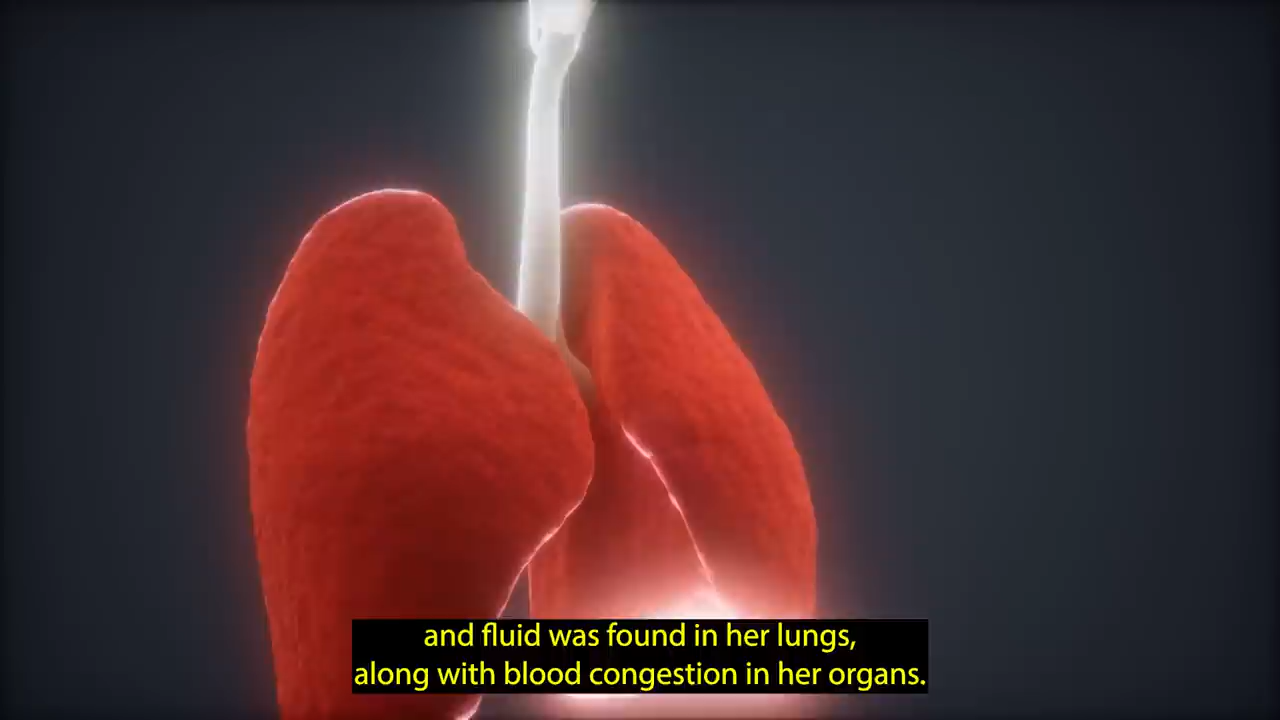 and fluid was found in her lungs,
along with blood congestion in her organs.